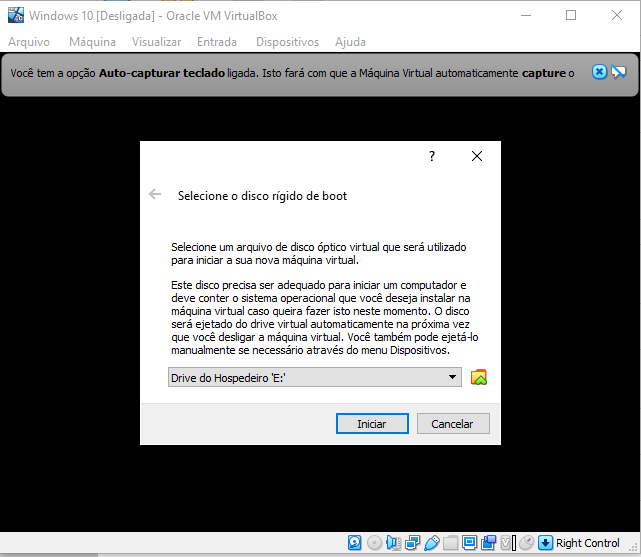 Windows 10 [Desligada] - Oracle VM VirtualBox
Arquivo Máquina Visualizar Entrada Dispositivos Ajuda
Você tem a opção Auto-capturar teclado ligada. Isto fará com que a Máquina Virtual automaticamente capture o
?
Selecione o disco rígido de boot
Selecione um arquivo de disco óptico virtual que será utilizado
para iniciar a sua nova máquina virtual.
Este disco precisa ser adequado para iniciar um computador e
deve conter o sistema operacional que você deseja instalar na
máquina virtual caso queira fazer isto neste momento. O disco
será ejetado do drive virtual automaticamente na próxima vez
que você desligar a máquina virtual. Você também pode ejetá-lo
manualmente se necessário através do menu Dispositivos.
Drive do Hospedeiro 'E:'
Iniciar Cancelar
Right Control